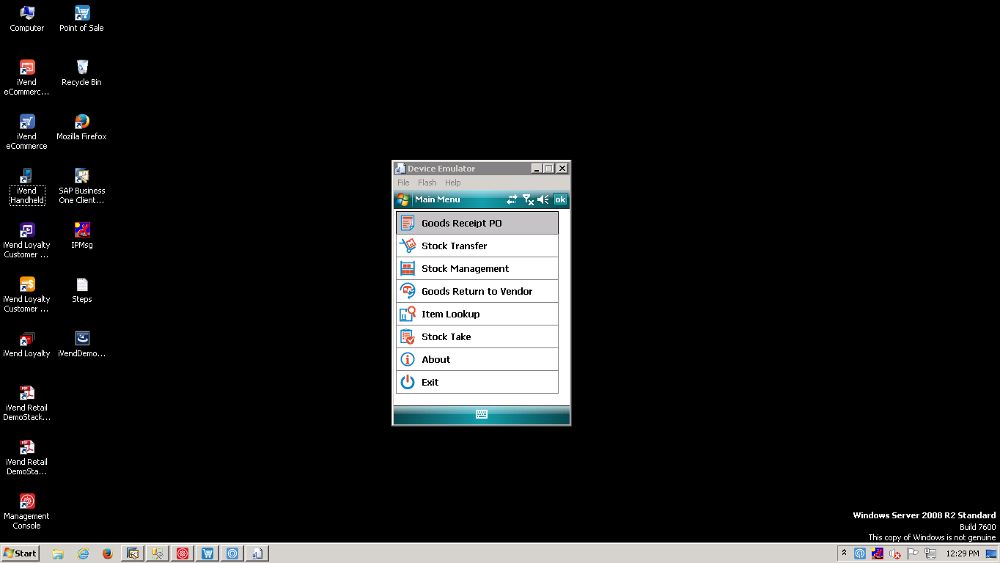 Computer
Point of Sale
iVend
eCommerc...
Recycle Bin
iVend
eCommerce
Mozilla Firefox
iVend
Handheld
SAP Business
One Client...
iVend Loyalty
Customer ...
IPMsg
iVend Loyalty
Customer ...
Steps
iVend Loyalty
iVendDemo...
iVend Retail
DemoStack...
iVend Retail
DemoSta...
Management
Console
Device Emulator
File Flash Help
Main Menu
ok
Goods Receipt PO
Stock Transfer
Stock Management
Goods Return to Vendor
Item Lookup
Stock Take
About
Exit
Windows Server 2008 R2 Standard
Build 7600
This copy of Windows is not genuine
Start
12:29 PM